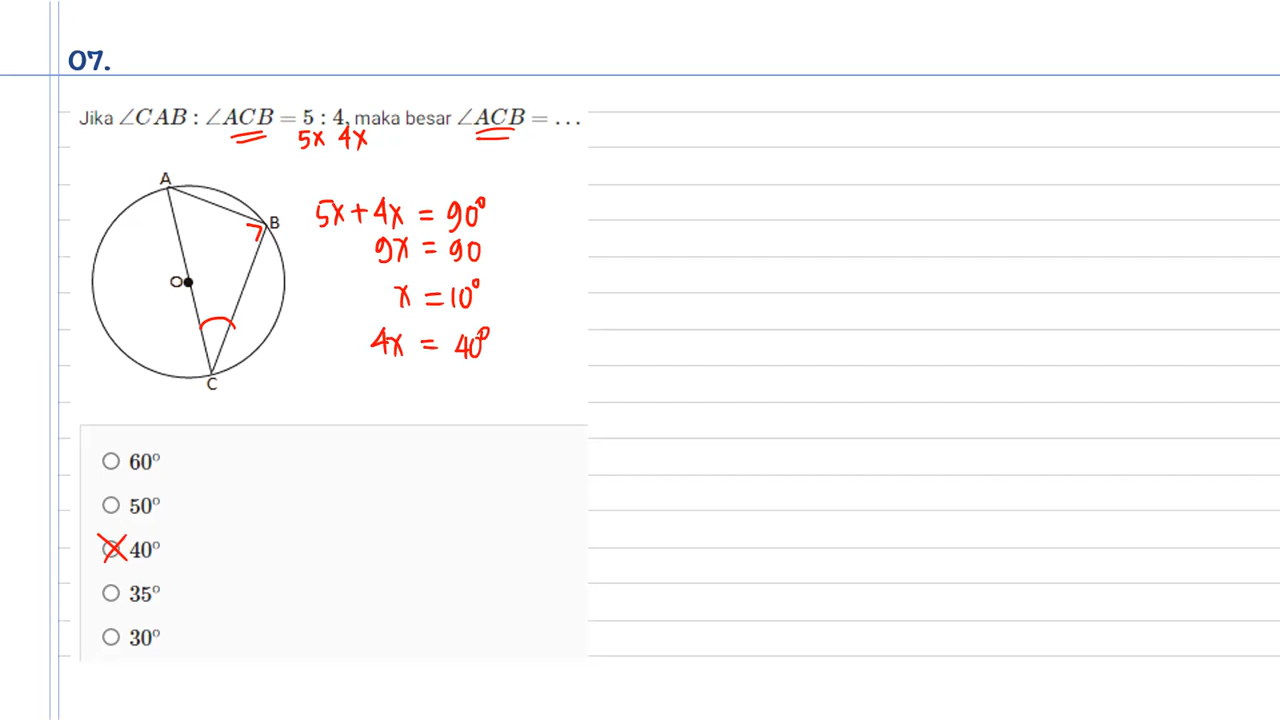 07.
Jika ∠CAB : ∠ACB = 5 : 4, maka besar ∠ACB = ...
5x 4x
A
B
O
C
5x + 4x = 90°
9x = 90
x = 10°
4x = 40°
60°
50°
40°
35°
30°